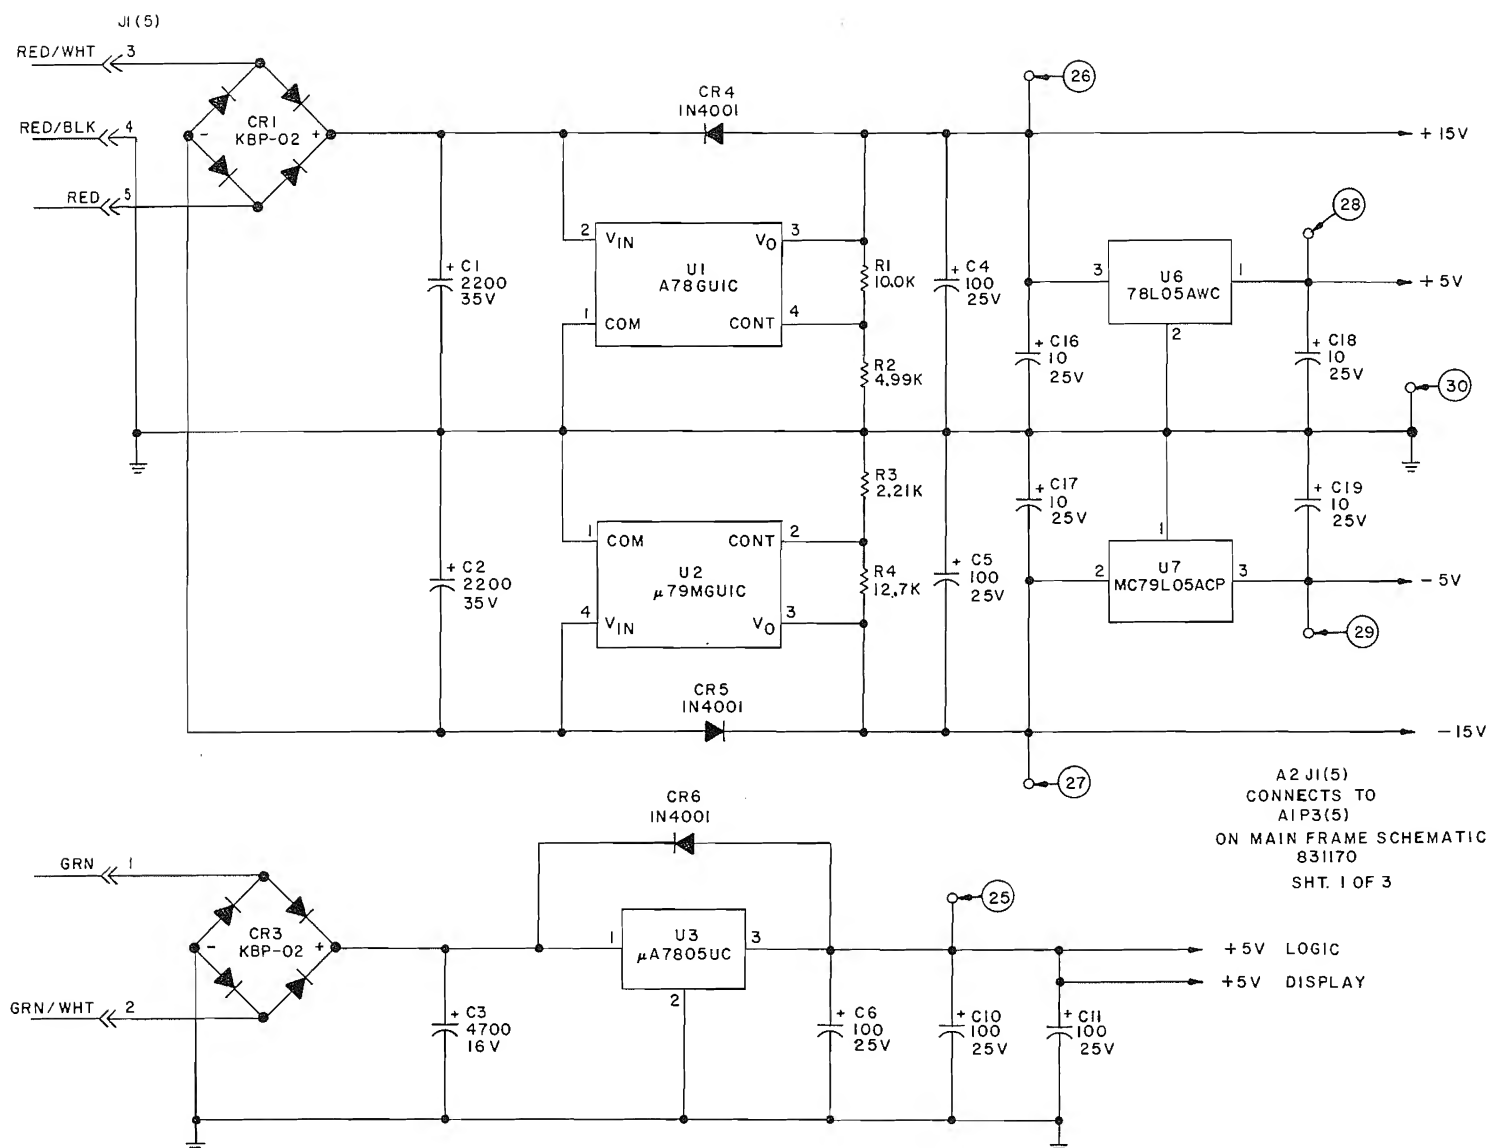 J1(5)
RED/WHT 3
RED/BLK 4
RED 5
CR1
KBP-02
-
+
CR4
1N4001
26
+15V
+ C1
2200
35V
2 VIN
VO 3
U1
A78GUIC
1 COM
CONT 4
R1
10.0K
R2
4.99K
+ C4
100
25V
+ C16
10
25V
3
U6
78L05AWC
1
2
28
+5V
+ C18
10
25V
30
+ C2
2200
35V
1 COM
CONT 2
U2
µ79MGUIC
4 VIN
VO 3
R3
2.21K
R4
12.7K
+ C5
100
25V
+ C17
10
25V
1
2
U7
MC79L05ACP
3
+ C19
10
25V
-5V
29
CR5
1N4001
-15V
27
A2 J1(5)
CONNECTS TO
A1P3(5)
ON MAIN FRAME SCHEMATIC
831170
SHT. 1 OF 3
CR6
1N4001
GRN 1
GRN/WHT 2
CR3
KBP-02
-
+
+ C3
4700
16V
1
U3
µA7805UC
3
2
25
+5V LOGIC
+5V DISPLAY
+ C6
100
25V
+ C10
100
25V
+ C11
100
25V